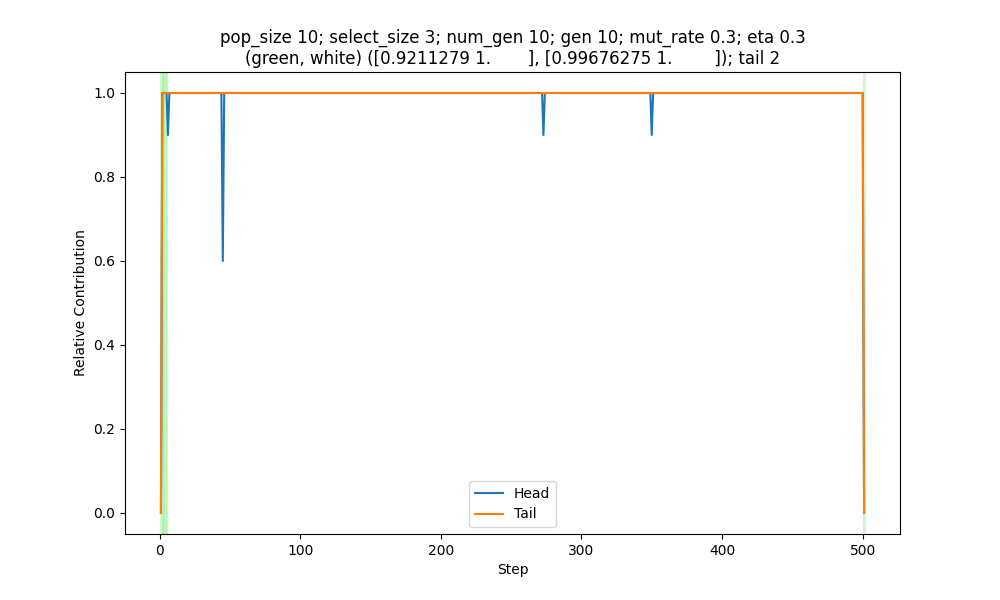 pop_size 10; select_size 3; num_gen 10; gen 10; mut_rate 0.3; eta 0.3
(green, white) ([0.9211279 1.       ], [0.99676275 1.        ]); tail 2
1.0
0.8
0.6
0.4
0.2
0.0
Relative Contribution
Head
Tail
0
100
200
300
400
500
Step